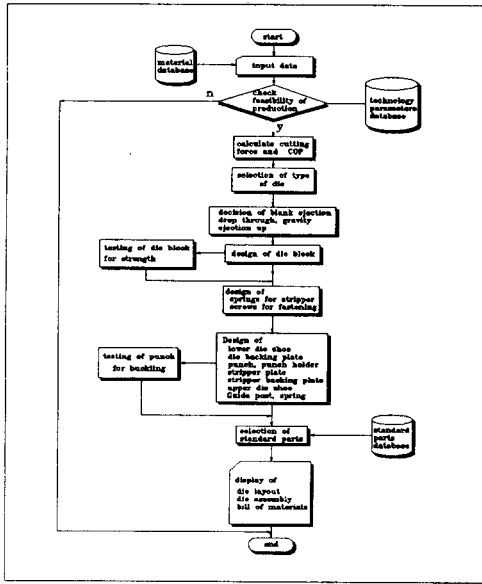 start
material
database
input data
n
check
feasibility of
production
technology
parameters
database
y
calculate cutting
force and COP
selection of type
of die
decision of blank ejection
drop through, gravity
ejection up
testing of die block
for strength
design of die block
design of
springs for stripper
screws for fastening
testing of punch
for buckling
Design of
lower die shoe
die backing plate
punch, punch holder
stripper plate
stripper backing plate
upper die shoe
Guide post, spring
selection of
standard parts
standard
parts
database
display of
die layout
die assembly
bill of materials
end